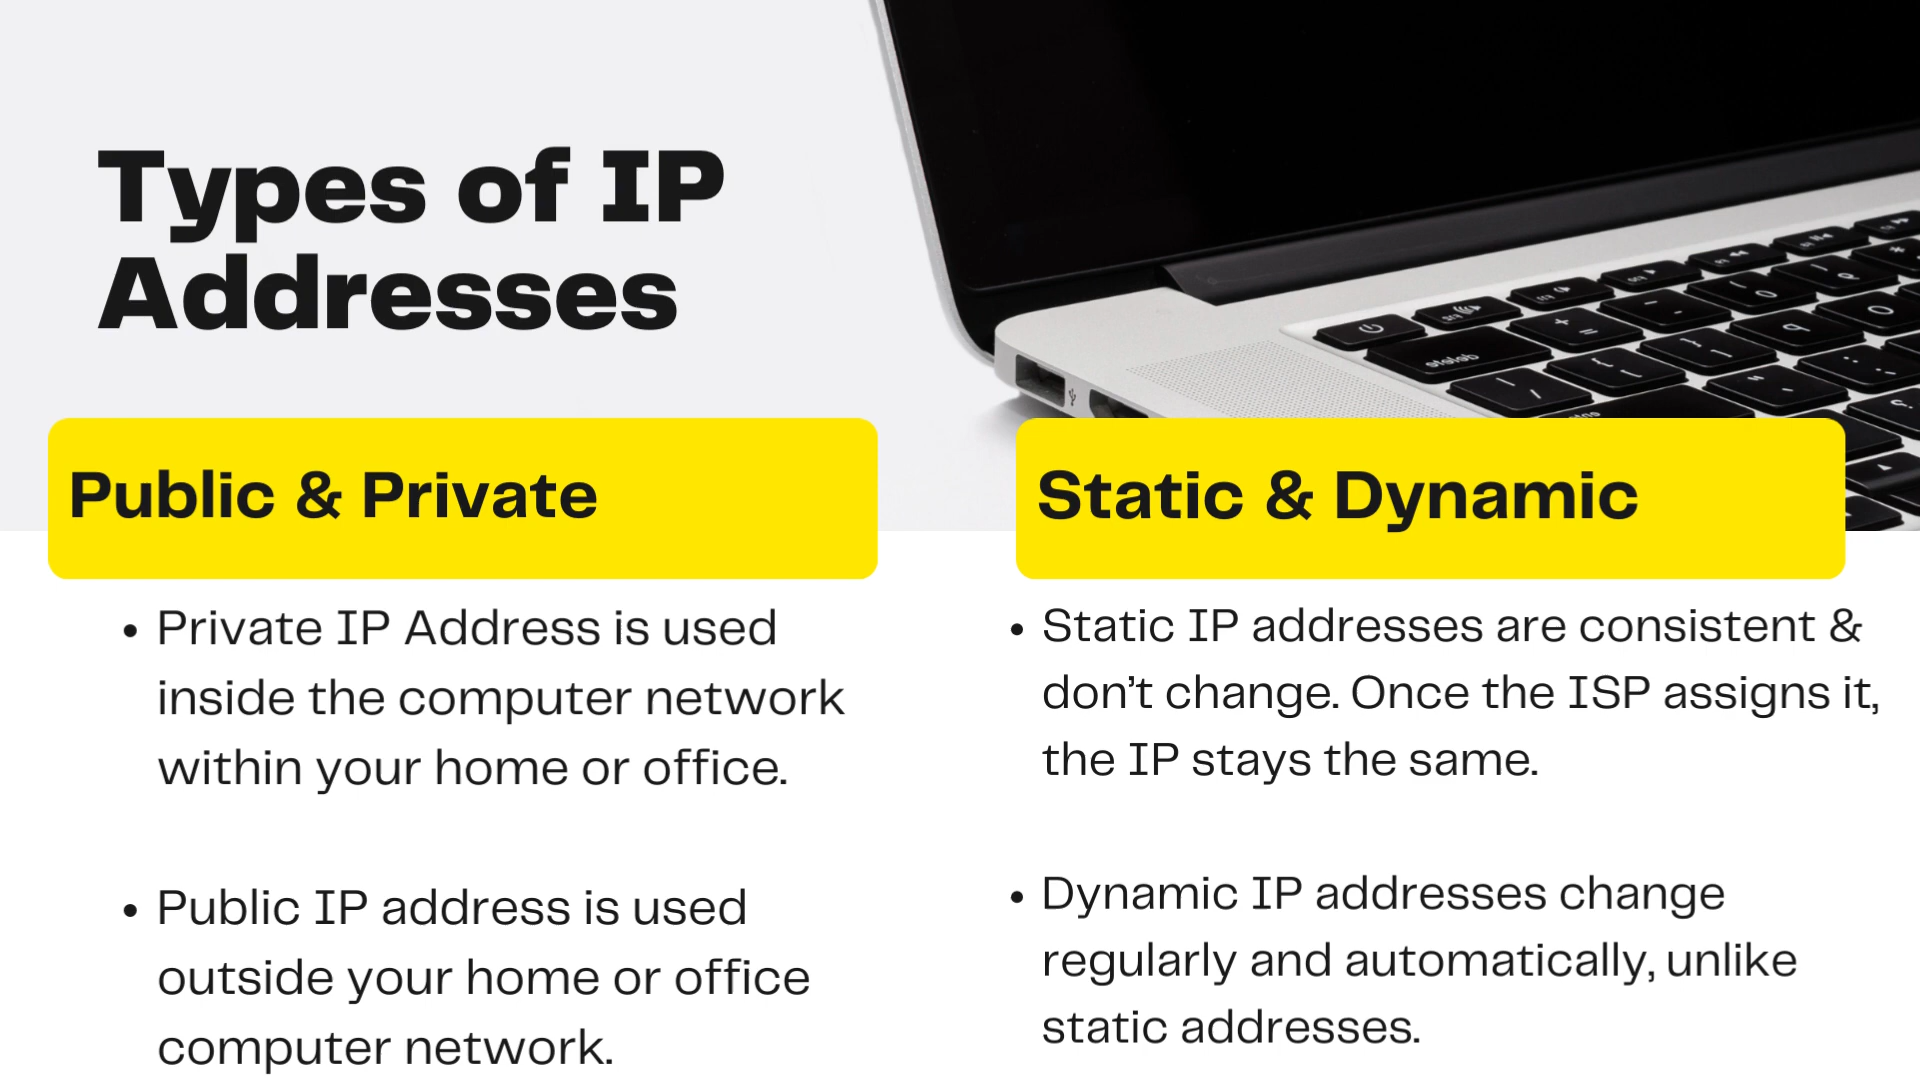 Types of IP
Addresses
Public & Private
• Private IP Address is used
inside the computer network
within your home or office.
• Public IP address is used
outside your home or office
computer network.
Static & Dynamic
• Static IP addresses are consistent &
don’t change. Once the ISP assigns it,
the IP stays the same.
• Dynamic IP addresses change
regularly and automatically, unlike
static addresses.